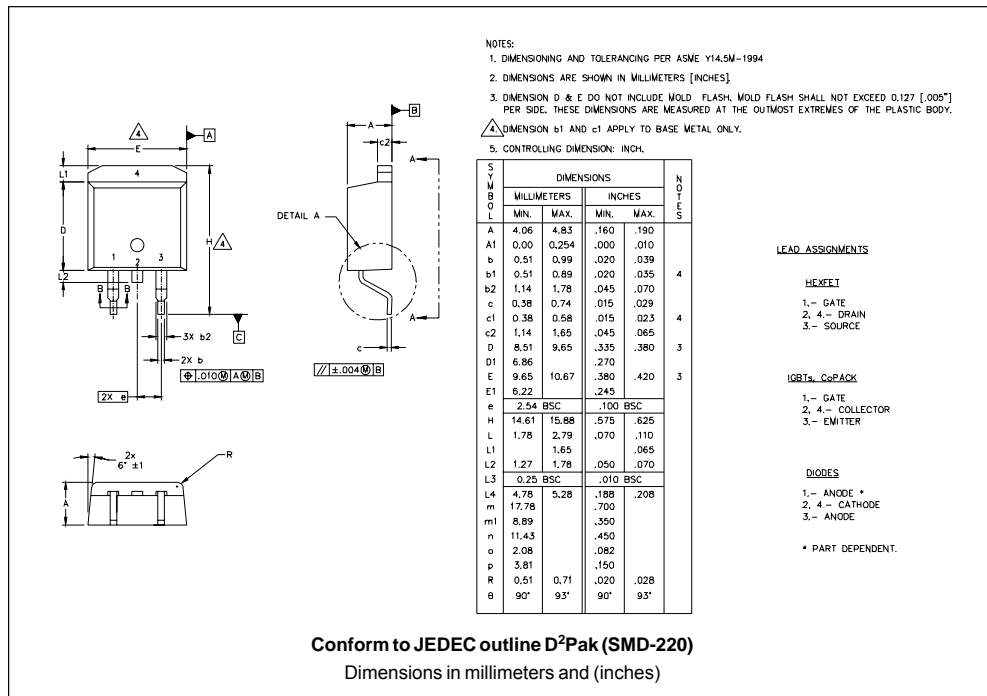 NOTES:
1. DIMENSIONING AND TOLERANCING PER ASME Y14.5M-1994
2. DIMENSIONS ARE SHOWN IN MILLIMETERS [INCHES].
3. DIMENSION D & E DO NOT INCLUDE MOLD FLASH. MOLD FLASH SHALL NOT EXCEED 0.127 [.005"]
PER SIDE. THESE DIMENSIONS ARE MEASURED AT THE OUTMOST EXTREMES OF THE PLASTIC BODY.
4. DIMENSION b1 AND c1 APPLY TO BASE METAL ONLY.
5. CONTROLLING DIMENSION: INCH.
4
E
A
L1
4
D
H
4
1
2
3
L2
B
B
C
3X b2
2X b
⌖ .010Ⓜ AⓂ B
2X e
A
B
c2
A
DETAIL A
A
c
// ±.004Ⓜ B
2x
6° ±1
R
A
SYMBOL DIMENSIONS NOTES
MILLIMETERS INCHES
MIN. MAX. MIN. MAX.
A 4.06 4.83 .160 .190
A1 0.00 0.254 .000 .010
b 0.51 0.99 .020 .039
b1 0.51 0.89 .020 .035 4
b2 1.14 1.78 .045 .070
c 0.38 0.74 .015 .029
c1 0.38 0.58 .015 .023 4
c2 1.14 1.65 .045 .065
D 8.51 9.65 .335 .380 3
D1 6.86 .270
E 9.65 10.67 .380 .420 3
E1 6.22 .245
e 2.54 BSC .100 BSC
H 14.61 15.88 .575 .625
L 1.78 2.79 .070 .110
L1 1.65 .065
L2 1.27 1.78 .050 .070
L3 0.25 BSC .010 BSC
L4 4.78 5.28 .188 .208
m 17.78 .700
m1 8.89 .350
n 11.43 .450
o 2.08 .082
p 3.81 .150
R 0.51 0.71 .020 .028
θ 90° 93° 90° 93°
LEAD ASSIGNMENTS
HEXFET
1.- GATE
2, 4.- DRAIN
3.- SOURCE
IGBTs, CoPACK
1.- GATE
2, 4.- COLLECTOR
3.- EMITTER
DIODES
1.- ANODE *
2, 4.- CATHODE
3.- ANODE
* PART DEPENDENT.
Conform to JEDEC outline D²Pak (SMD-220)
Dimensions in millimeters and (inches)